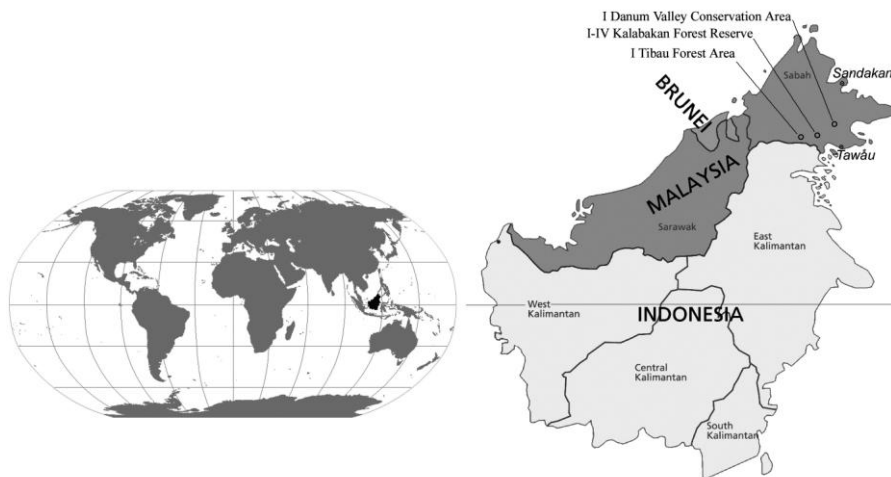 I Danum Valley Conservation Area
I-IV Kalabakan Forest Reserve
I Tibau Forest Area
Sabah
Sandakan
BRUNEI
Tawau
MALAYSIA
Sarawak
East
Kalimantan
West
Kalimantan
INDONESIA
Central
Kalimantan
South
Kalimantan